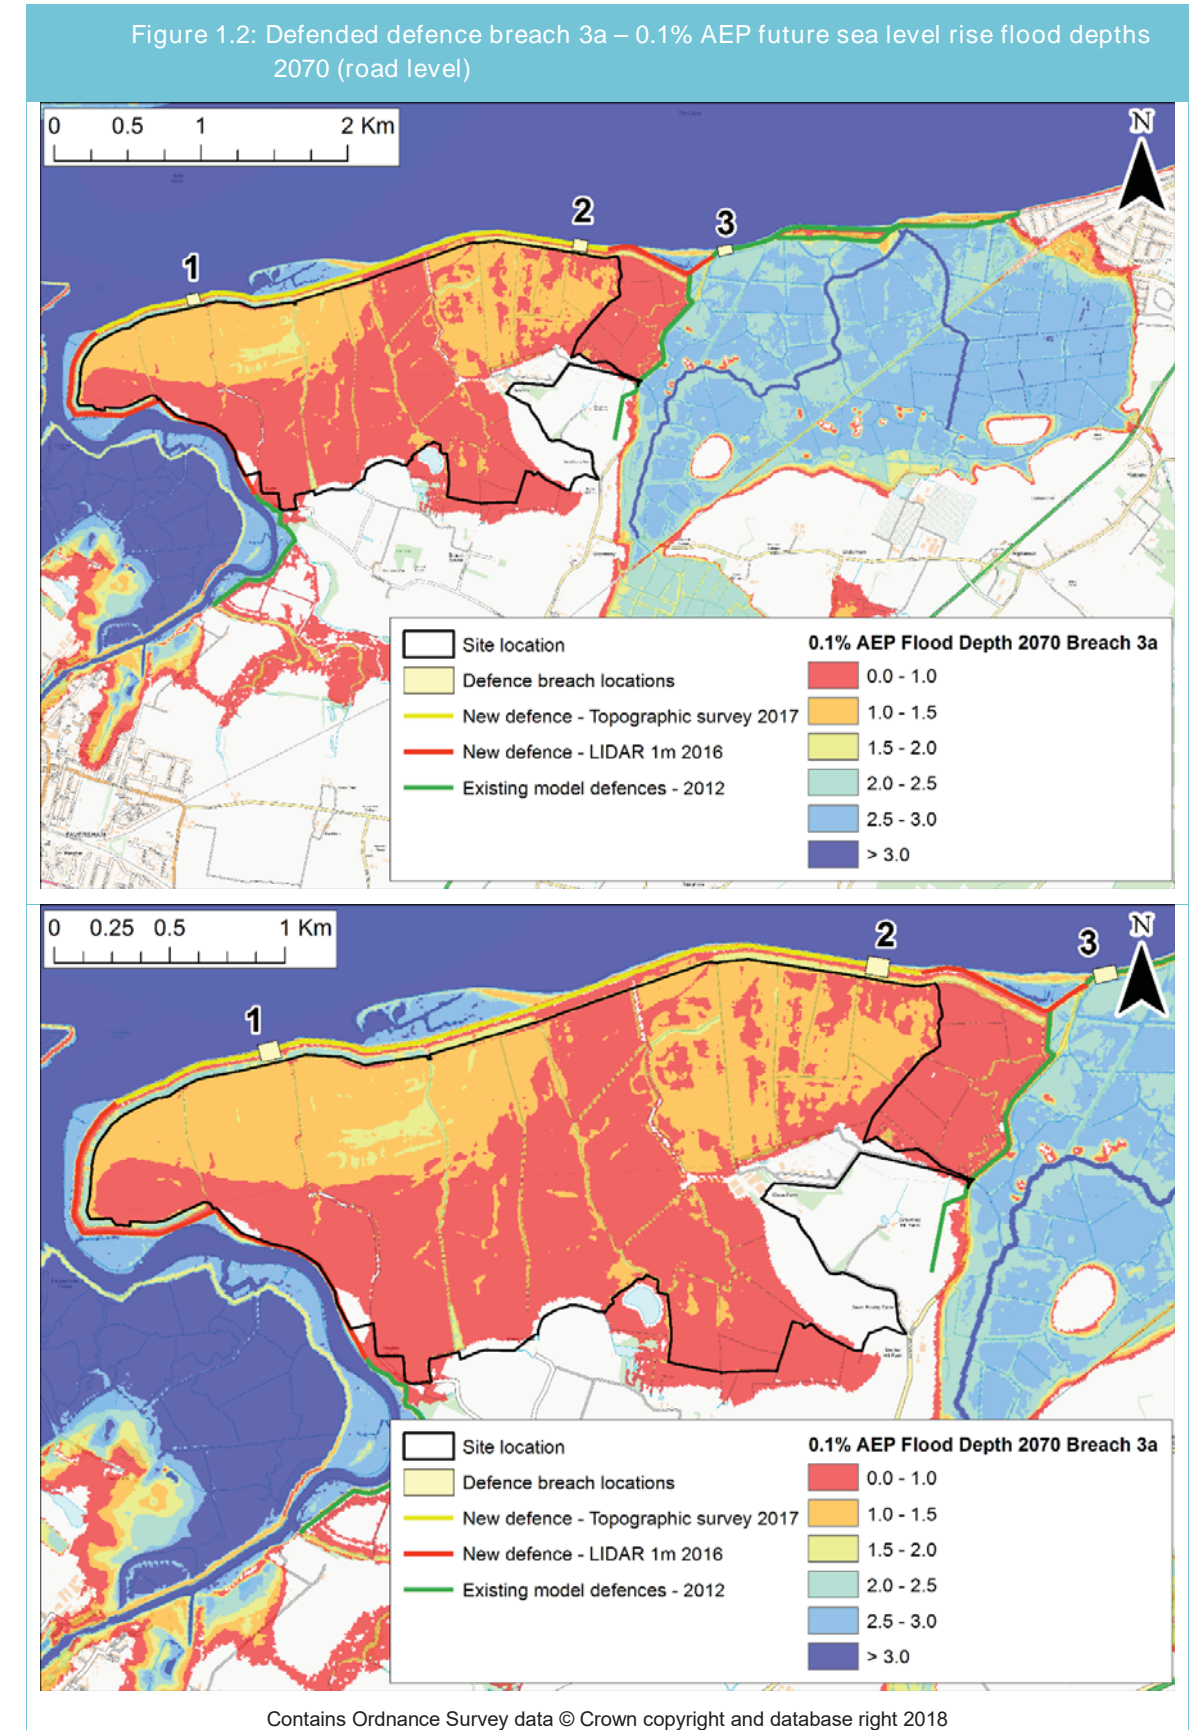 Figure 1.2: Defended defence breach 3a – 0.1% AEP future sea level rise flood depths
2070 (road level)
0 0.5 1 2 Km
N
1
2
3
FAVERSHAM
Site location
Defence breach locations
New defence - Topographic survey 2017
New defence - LIDAR 1m 2016
Existing model defences - 2012
0.1% AEP Flood Depth 2070 Breach 3a
0.0 - 1.0
1.0 - 1.5
1.5 - 2.0
2.0 - 2.5
2.5 - 3.0
> 3.0
0 0.25 0.5 1 Km
N
1
2
3
Site location
Defence breach locations
New defence - Topographic survey 2017
New defence - LIDAR 1m 2016
Existing model defences - 2012
0.1% AEP Flood Depth 2070 Breach 3a
0.0 - 1.0
1.0 - 1.5
1.5 - 2.0
2.0 - 2.5
2.5 - 3.0
> 3.0
Contains Ordnance Survey data © Crown copyright and database right 2018